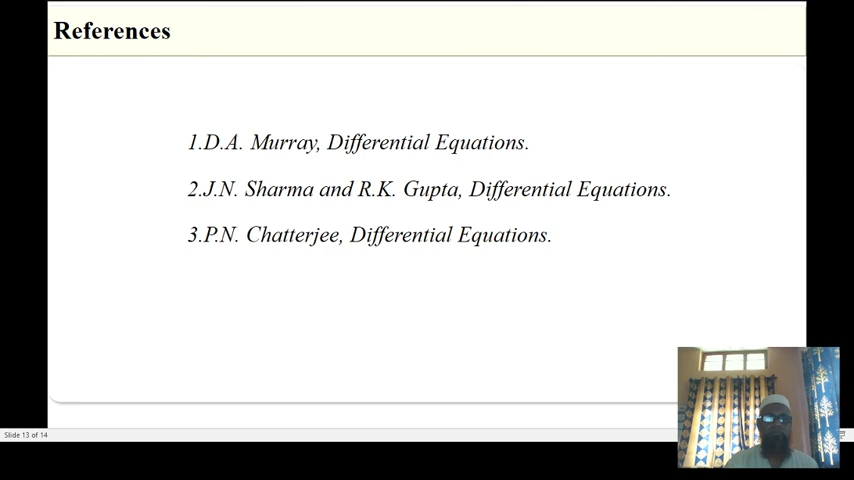 References
1.D.A. Murray, Differential Equations.
2.J.N. Sharma and R.K. Gupta, Differential Equations.
3.P.N. Chatterjee, Differential Equations.
Slide 13 of 14